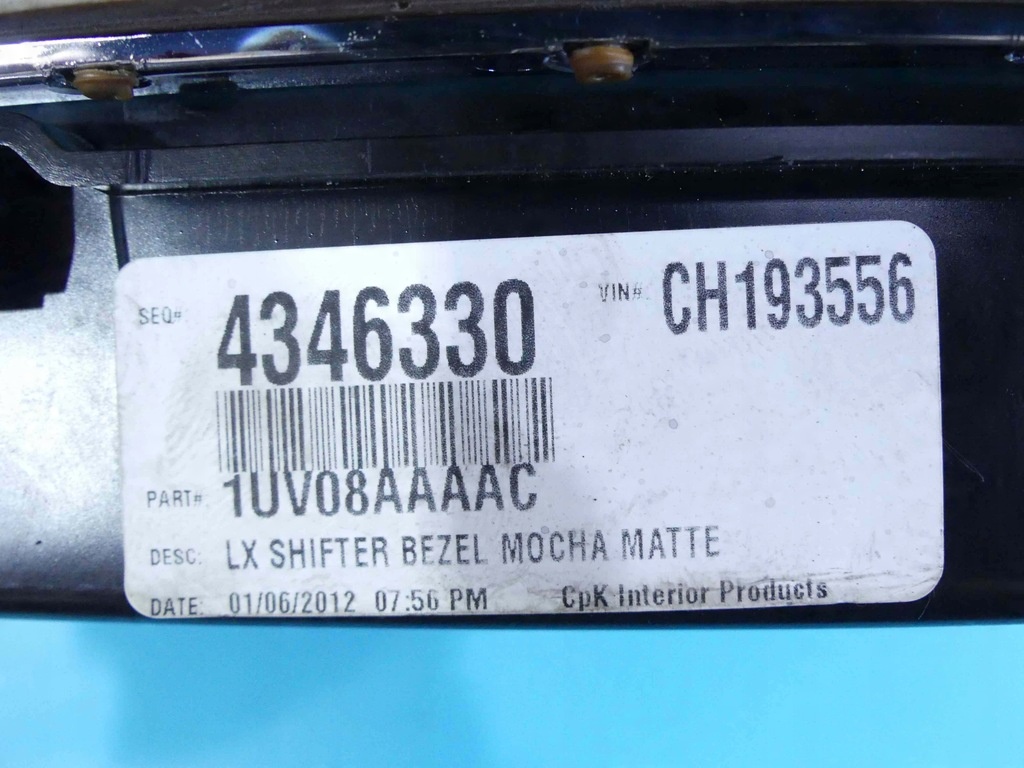 SEQ# 4346330 VIN# CH193556
PART# 1UV08AAAAC
DESC: LX SHIFTER BEZEL MOCHA MATTE
DATE: 01/06/2012 07:56 PM CpK Interior Products